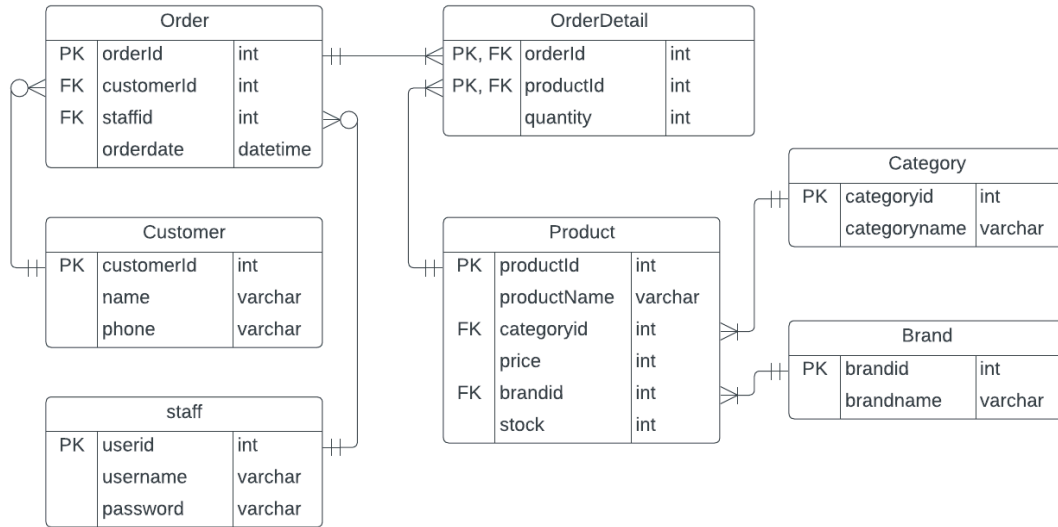 Order
PK orderId int
FK customerId int
FK staffid int
orderdate datetime
OrderDetail
PK, FK orderId int
PK, FK productId int
quantity int
Category
PK categoryid int
categoryname varchar
Customer
PK customerId int
name varchar
phone varchar
Product
PK productId int
productName varchar
FK categoryid int
price int
FK brandid int
stock int
Brand
PK brandid int
brandname varchar
staff
PK userid int
username varchar
password varchar